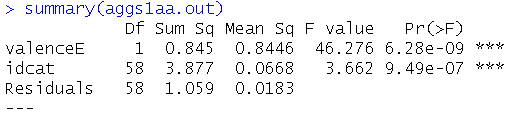 > summary(aggs1aa.out)
Df Sum Sq Mean Sq F value Pr(>F)
valenceE 1 0.845 0.8446 46.276 6.28e-09 ***
idcat 58 3.877 0.0668 3.662 9.49e-07 ***
Residuals 58 1.059 0.0183
---